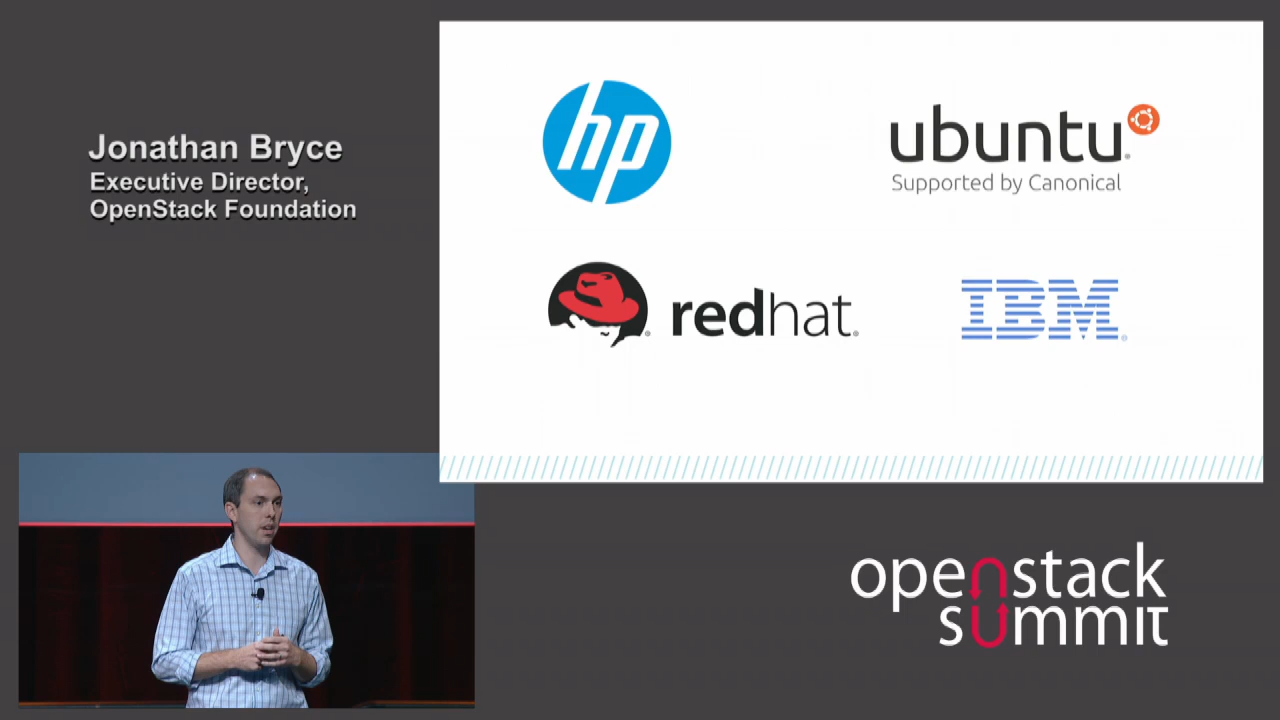 Jonathan Bryce
Executive Director,
OpenStack Foundation
hp
ubuntu®
Supported by Canonical
redhat®
IBM®
openstack
summit